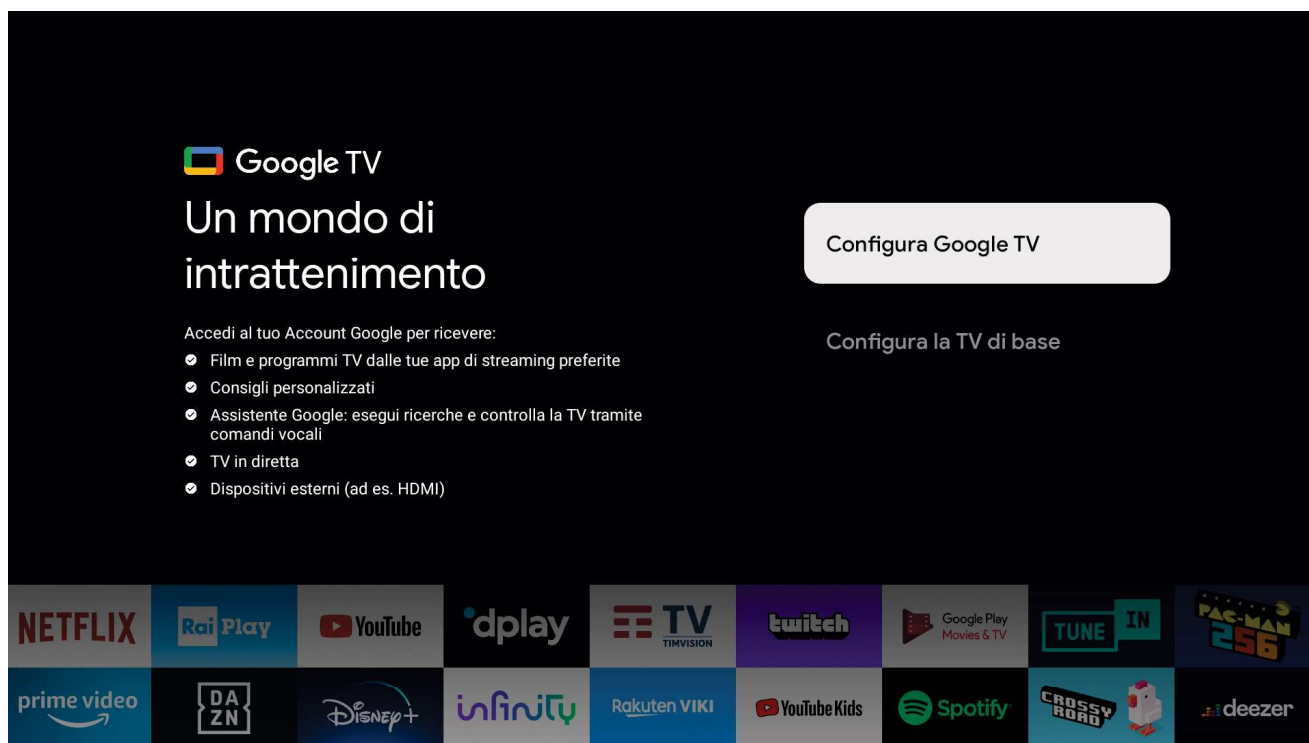 Google TV
Un mondo di
intrattenimento
Accedi al tuo Account Google per ricevere:
Film e programmi TV dalle tue app di streaming preferite
Consigli personalizzati
Assistente Google: esegui ricerche e controlla la TV tramite
comandi vocali
TV in diretta
Dispositivi esterni (ad es. HDMI)
Configura Google TV
Configura la TV di base
NETFLIX
Rai Play
YouTube
dplay
TV
TIMVISION
twitch
Google Play
Movies & TV
TUNE IN
PAC-MAN
256
prime video
DA
ZN
Disney+
infinity
Rakuten VIKI
YouTube Kids
Spotify
CROSSY
ROAD
deezer